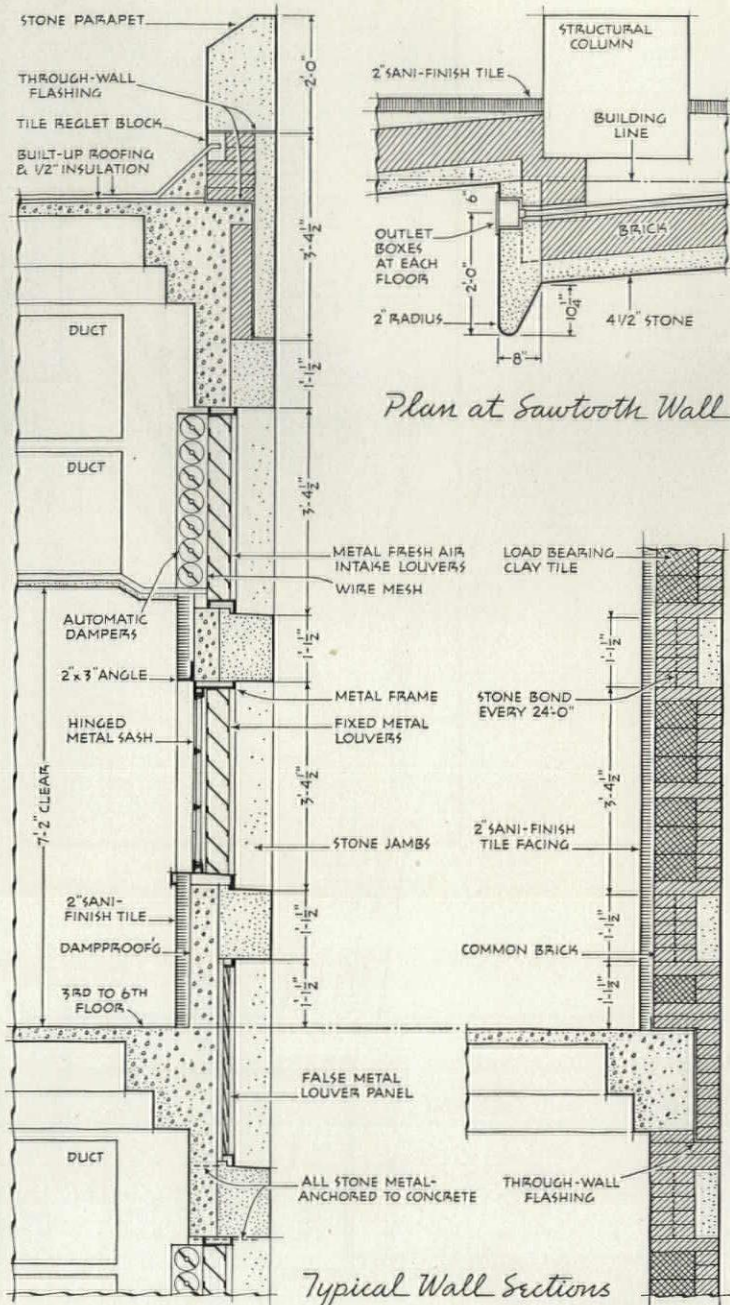 STONE PARAPET
THROUGH-WALL
FLASHING
TILE REGLET BLOCK
BUILT-UP ROOFING
& 1/2" INSULATION
2'-0"
3'-4 1/2"
1'-1 1/2"
3'-4 1/2"
1'-1 1/2"
3'-4 1/2"
1'-1 1/2"
1'-1 1/2"
DUCT
DUCT
METAL FRESH AIR
INTAKE LOUVERS
WIRE MESH
AUTOMATIC
DAMPERS
2"x 3" ANGLE
METAL FRAME
HINGED
METAL SASH
FIXED METAL
LOUVERS
7'-2" CLEAR
STONE JAMBS
2" SANI-
FINISH TILE
DAMPPROOF'G
3RD TO 6TH
FLOOR
FALSE METAL
LOUVER PANEL
DUCT
ALL STONE METAL-
ANCHORED TO CONCRETE
STRUCTURAL
COLUMN
2" SANI-FINISH TILE
BUILDING
LINE
6"
BRICK
OUTLET
BOXES
AT EACH
FLOOR
2'-0"
2" RADIUS
8"
10 1/4"
4 1/2" STONE
Plan at Sawtooth Wall
LOAD BEARING
CLAY TILE
1'-1 1/2"
STONE BOND
EVERY 24'-0"
3'-4 1/2"
2" SANI-FINISH
TILE FACING
1'-1 1/2"
COMMON BRICK
1'-1 1/2"
THROUGH-WALL
FLASHING
Typical Wall Sections